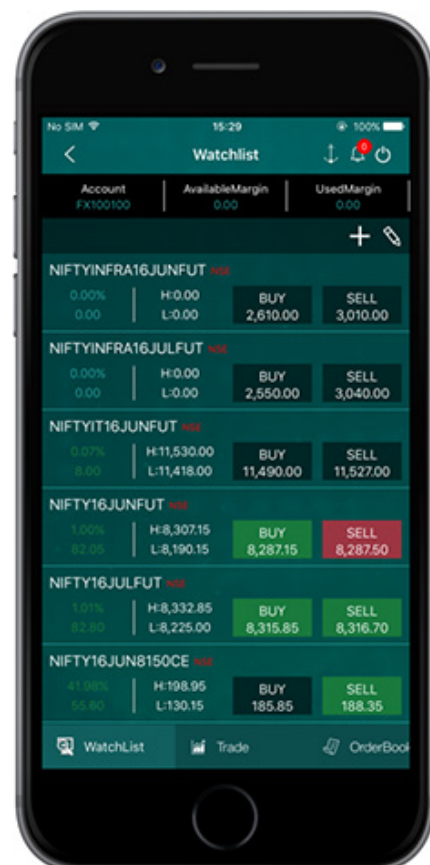 No SIM 15:29 100%
Watchlist 0
Account AvailableMargin UsedMargin
FX100100 0.00 0.00
NIFTYINFRA16JUNFUT NSE
0.00% H:0.00 BUY SELL
0.00 L:0.00 2,610.00 3,010.00
NIFTYINFRA16JULFUT NSE
0.00% H:0.00 BUY SELL
0.00 L:0.00 2,550.00 3,040.00
NIFTYIT16JUNFUT NSE
0.07% H:11,530.00 BUY SELL
8.00 L:11,418.00 11,490.00 11,527.00
NIFTY16JUNFUT NSE
1.00% H:8,307.15 BUY SELL
82.05 L:8,190.15 8,287.15 8,287.50
NIFTY16JULFUT NSE
1.01% H:8,332.85 BUY SELL
82.60 L:8,225.00 8,315.85 8,316.70
NIFTY16JUN8150CE NSE
41.98% H:198.95 BUY SELL
55.60 L:130.15 185.85 188.35
WatchList Trade OrderBook